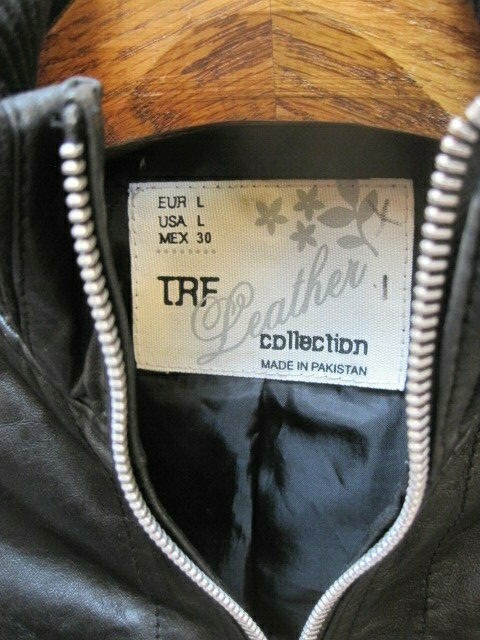 EUR L
USA L
MEX 30
TRF
Leather
collection
MADE IN PAKISTAN